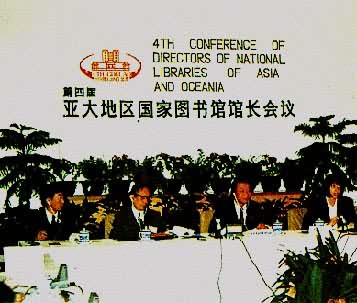 4TH CONFERENCE OF
DIRECTORS OF NATIONAL
LIBRARIES OF ASIA
AND OCEANIA
第四届
亚大地区国家图书馆馆长会议